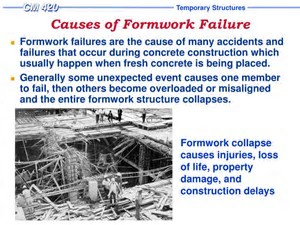 CM 420
Temporary Structures
Causes of Formwork Failure
Formwork failures are the cause of many accidents and
failures that occur during concrete construction which
usually happen when fresh concrete is being placed.
Generally some unexpected event causes one member
to fail, then others become overloaded or misaligned
and the entire formwork structure collapses.
Formwork collapse
causes injuries, loss
of life, property
damage, and
construction delays